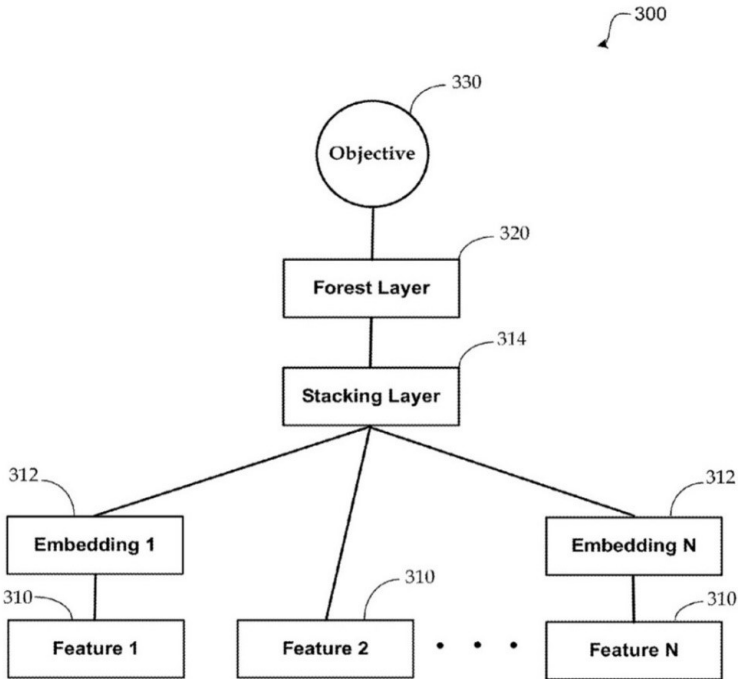 300
330
Objective
320
Forest Layer
314
Stacking Layer
312
312
Embedding 1
Embedding N
310
310
310
Feature 1
Feature 2
Feature N